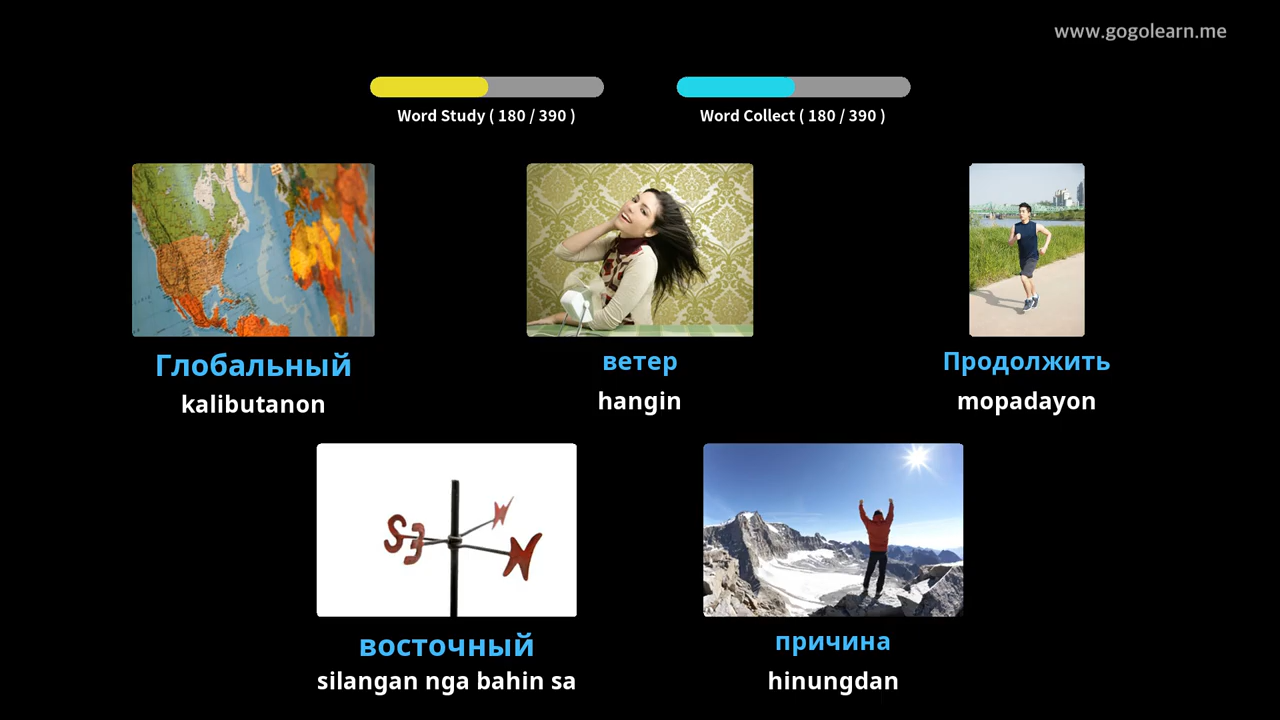 www.gogolearn.me
Word Study ( 180 / 390 )
Word Collect ( 180 / 390 )
Глобальный
kalibutanon
ветер
hangin
Продолжить
mopadayon
восточный
silangan nga bahin sa
причина
hinungdan